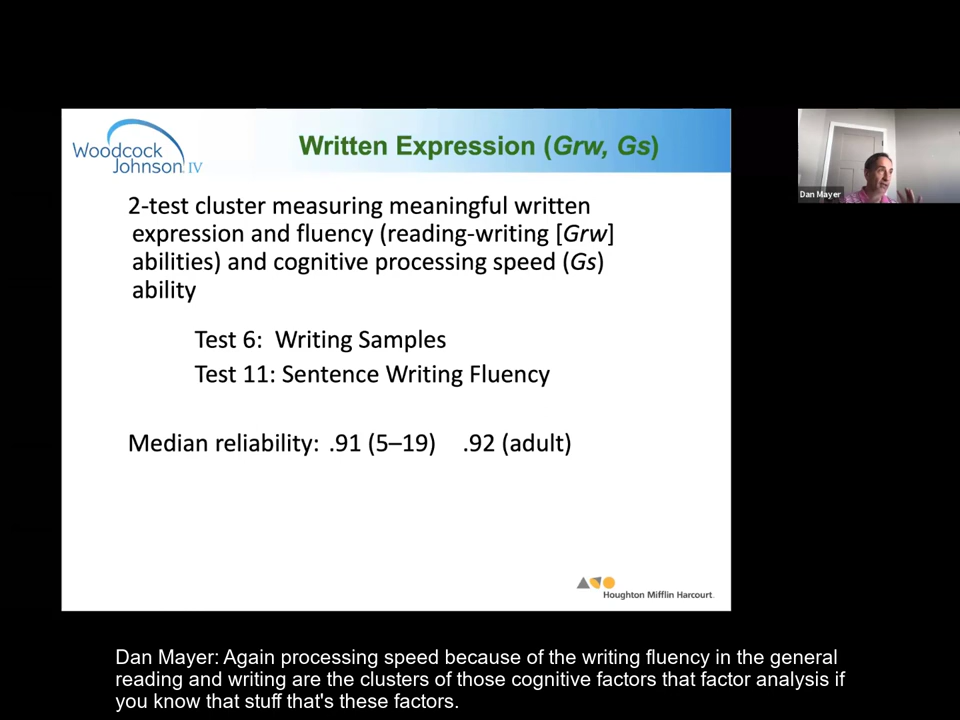 Woodcock
Johnson IV
Written Expression (Grw, Gs)
Dan Mayer
2-test cluster measuring meaningful written
expression and fluency (reading-writing [Grw]
abilities) and cognitive processing speed (Gs)
ability
Test 6: Writing Samples
Test 11: Sentence Writing Fluency
Median reliability: .91 (5–19) .92 (adult)
Houghton Mifflin Harcourt
Dan Mayer: Again processing speed because of the writing fluency in the general
reading and writing are the clusters of those cognitive factors that factor analysis if
you know that stuff that's these factors.